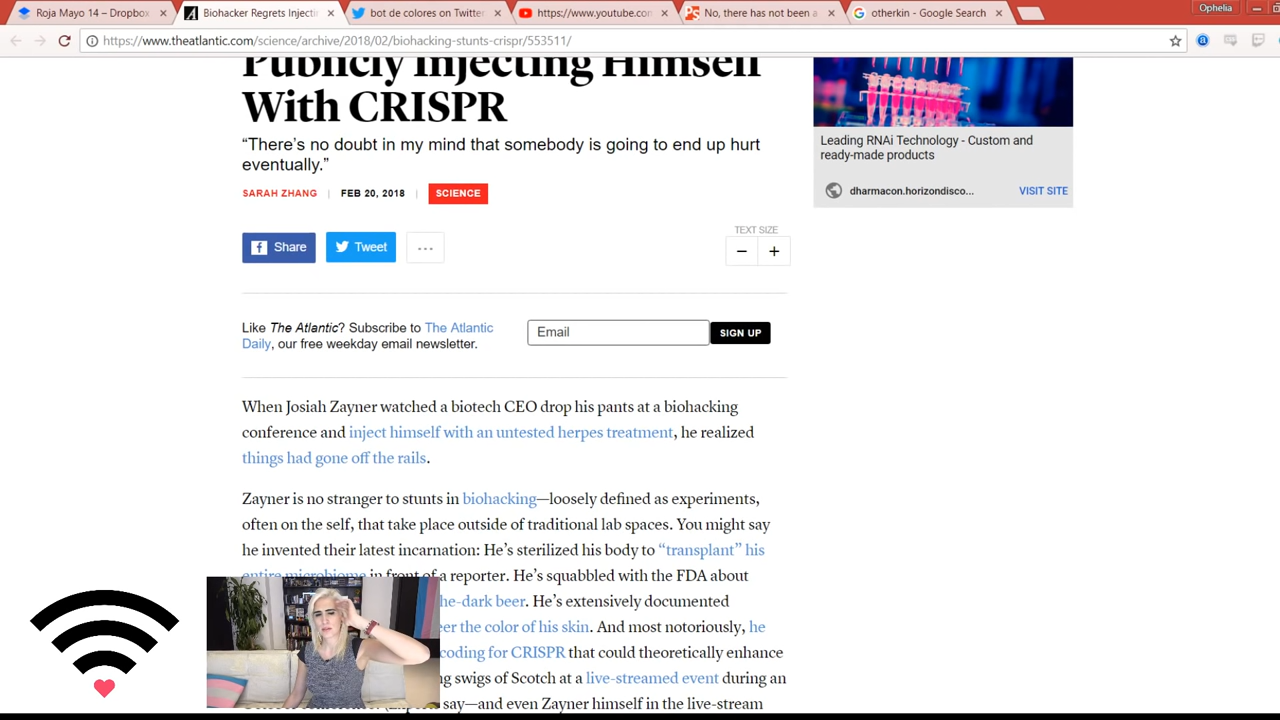 Roja Mayo 14 – Dropbox
Biohacker Regrets Injecti
bot de colores on Twitter
https://www.youtube.co
No, there has not been a
otherkin - Google Search
Ophelia
https://www.theatlantic.com/science/archive/2018/02/biohacking-stunts-crispr/553511/
Publicly Injecting Himself
With CRISPR
“There’s no doubt in my mind that somebody is going to end up hurt
eventually.”
SARAH ZHANG | FEB 20, 2018 | SCIENCE
Share
Tweet
...
TEXT SIZE
− +
Like The Atlantic? Subscribe to The Atlantic
Daily, our free weekday email newsletter.
Email
SIGN UP
When Josiah Zayner watched a biotech CEO drop his pants at a biohacking
conference and inject himself with an untested herpes treatment, he realized
things had gone off the rails.
Zayner is no stranger to stunts in biohacking—loosely defined as experiments,
often on the self, that take place outside of traditional lab spaces. You might say
he invented their latest incarnation: He’s sterilized his body to “transplant” his
entire microbiome in front of a reporter. He’s squabbled with the FDA about
he-dark beer. He’s extensively documented
eer the color of his skin. And most notoriously, he
coding for CRISPR that could theoretically enhance
ng swigs of Scotch at a live-streamed event during an
say—and even Zayner himself in the live-stream
Leading RNAi Technology - Custom and
ready-made products
dharmacon.horizondisco...
VISIT SITE